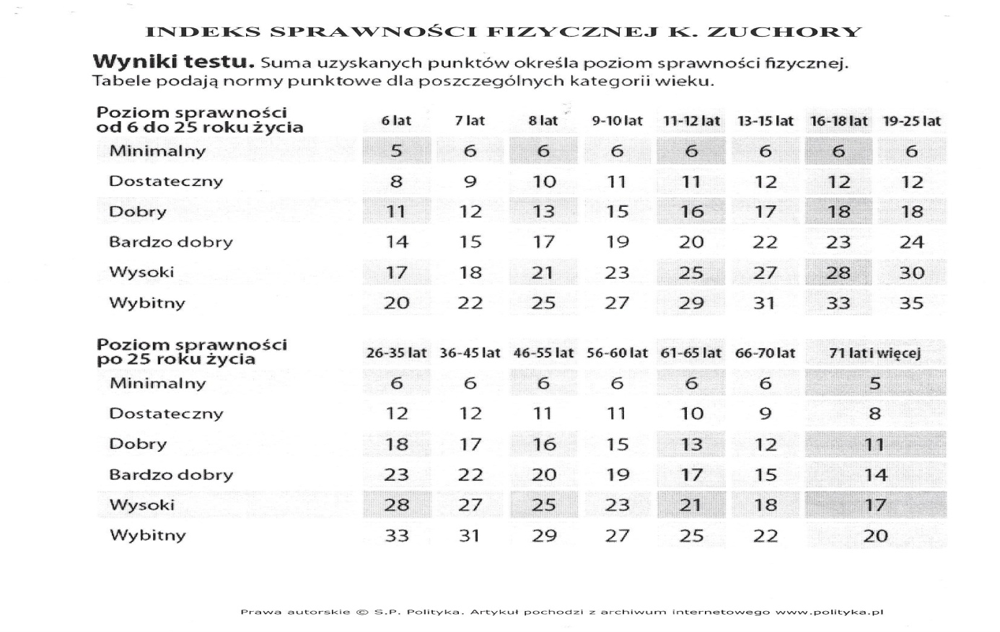 INDEKS SPRAWNOŚCI FIZYCZNEJ K. ZUCHORY
Wyniki testu. Suma uzyskanych punktów określa poziom sprawności fizycznej.
Tabele podają normy punktowe dla poszczególnych kategorii wieku.
Poziom sprawności
od 6 do 25 roku życia 6 lat 7 lat 8 lat 9-10 lat 11-12 lat 13-15 lat 16-18 lat 19-25 lat
Minimalny 5 6 6 6 6 6 6 6
Dostateczny 8 9 10 11 11 12 12 12
Dobry 11 12 13 15 16 17 18 18
Bardzo dobry 14 15 17 19 20 22 23 24
Wysoki 17 18 21 23 25 27 28 30
Wybitny 20 22 25 27 29 31 33 35
Poziom sprawności
po 25 roku życia 26-35 lat 36-45 lat 46-55 lat 56-60 lat 61-65 lat 66-70 lat 71 lat i więcej
Minimalny 6 6 6 6 6 6 5
Dostateczny 12 12 11 11 10 9 8
Dobry 18 17 16 15 13 12 11
Bardzo dobry 23 22 20 19 17 15 14
Wysoki 28 27 25 23 21 18 17
Wybitny 33 31 29 27 25 22 20
Prawa autorskie © S.P. Polityka. Artykuł pochodzi z archiwum internetowego www.polityka.pl